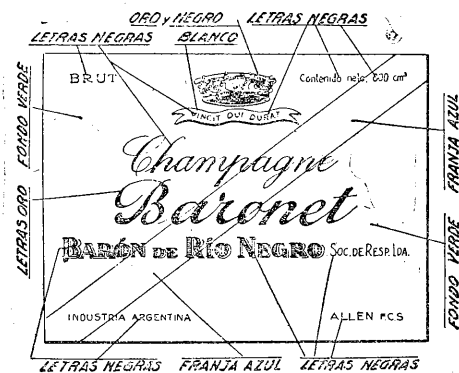 ORO y NEGRO
LETRAS NEGRAS
LETRAS NEGRAS
BLANCO
BRUT
Contenido neto, 800 cm³
VINCIT QUI DURAT
Champagne
Baronet
BARÓN DE RÍO NEGRO SOC. DE RESP. LDA.
INDUSTRIA ARGENTINA
ALLEN F.C.S
FONDO VERDE
LETRAS ORO
FRANJA AZUL
FONDO VERDE
LETRAS NEGRAS
FRANJA AZUL
LETRAS NEGRAS